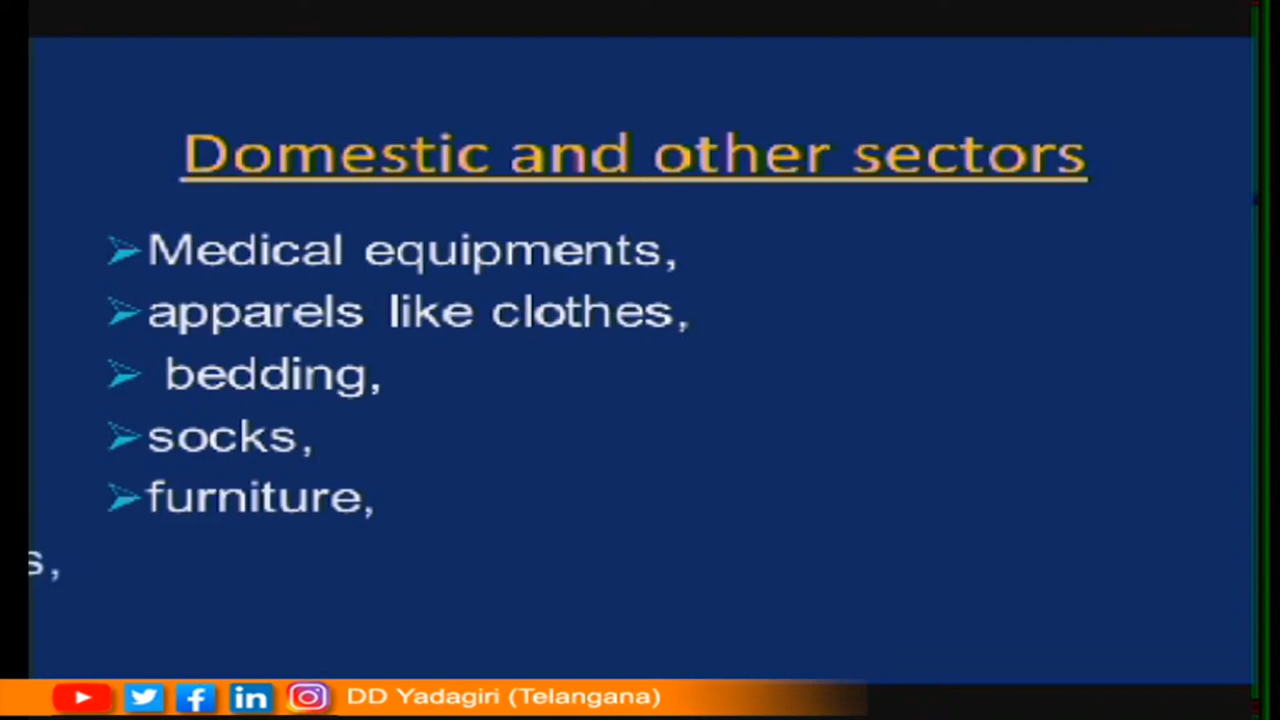 Domestic and other sectors
Medical equipments,
apparels like clothes,
bedding,
socks,
furniture,
s,
DD Yadagiri (Telangana)